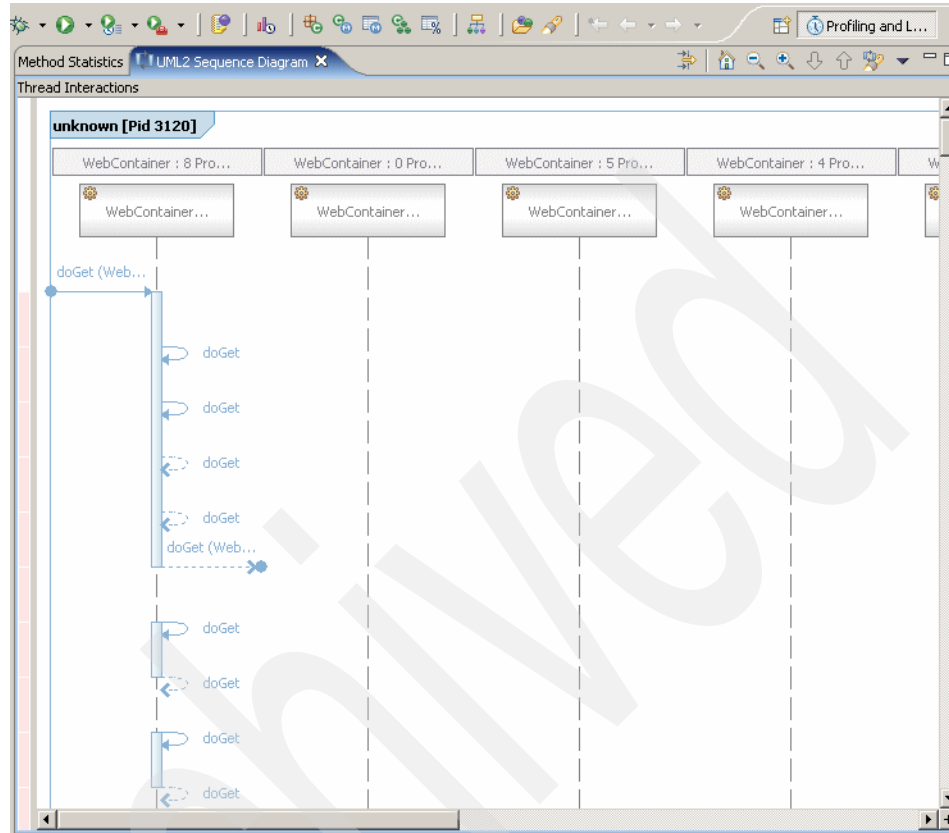 Profiling and L...
Method Statistics UML2 Sequence Diagram
Thread Interactions
unknown [Pid 3120]
WebContainer : 8 Pro... WebContainer : 0 Pro... WebContainer : 5 Pro... WebContainer : 4 Pro...
WebContainer... WebContainer... WebContainer... WebContainer...
doGet (Web...
doGet
doGet
doGet
doGet
doGet (Web...
doGet
doGet
doGet
doGet